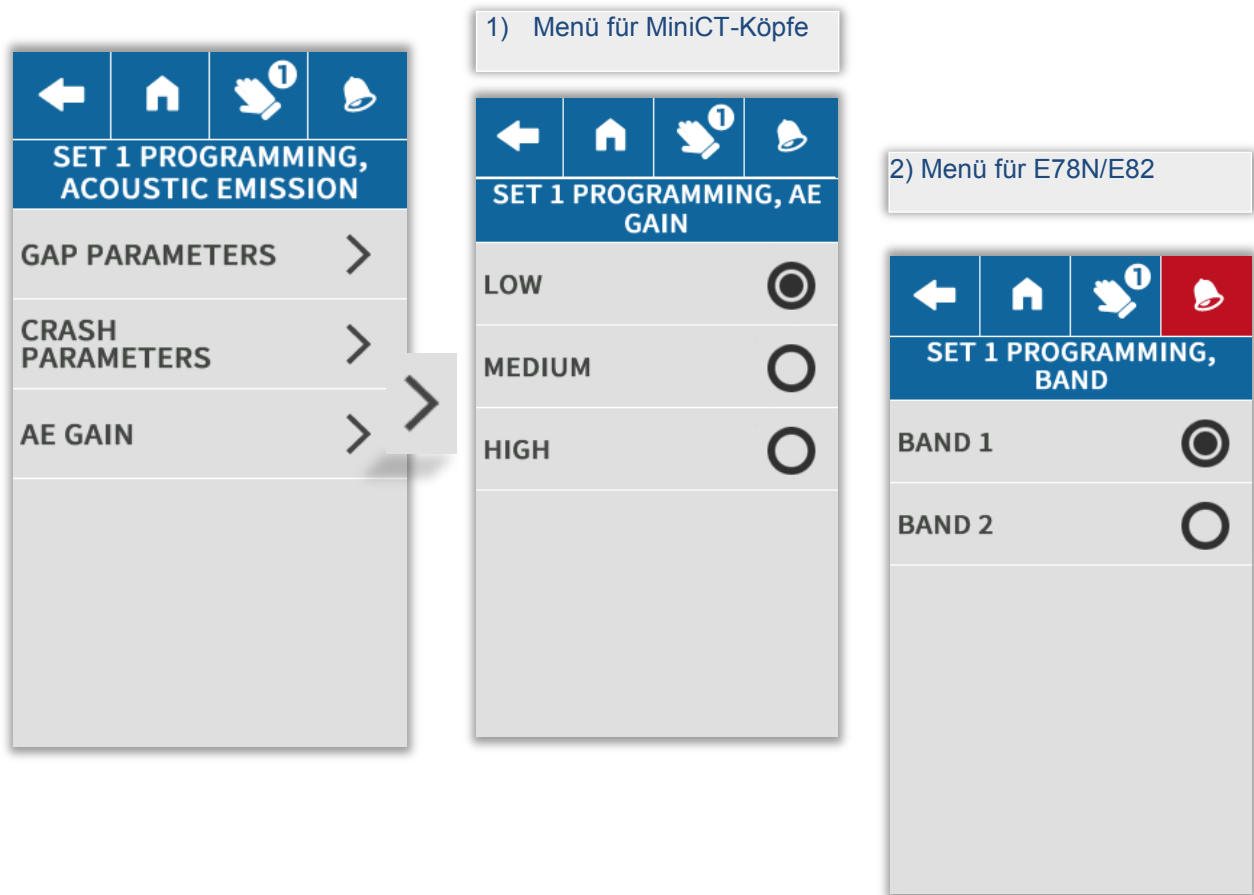 1) Menü für MiniCT-Köpfe
1
SET 1 PROGRAMMING,
ACOUSTIC EMISSION
GAP PARAMETERS
CRASH
PARAMETERS
AE GAIN
1
SET 1 PROGRAMMING, AE
GAIN
LOW
MEDIUM
HIGH
2) Menü für E78N/E82
1
SET 1 PROGRAMMING,
BAND
BAND 1
BAND 2